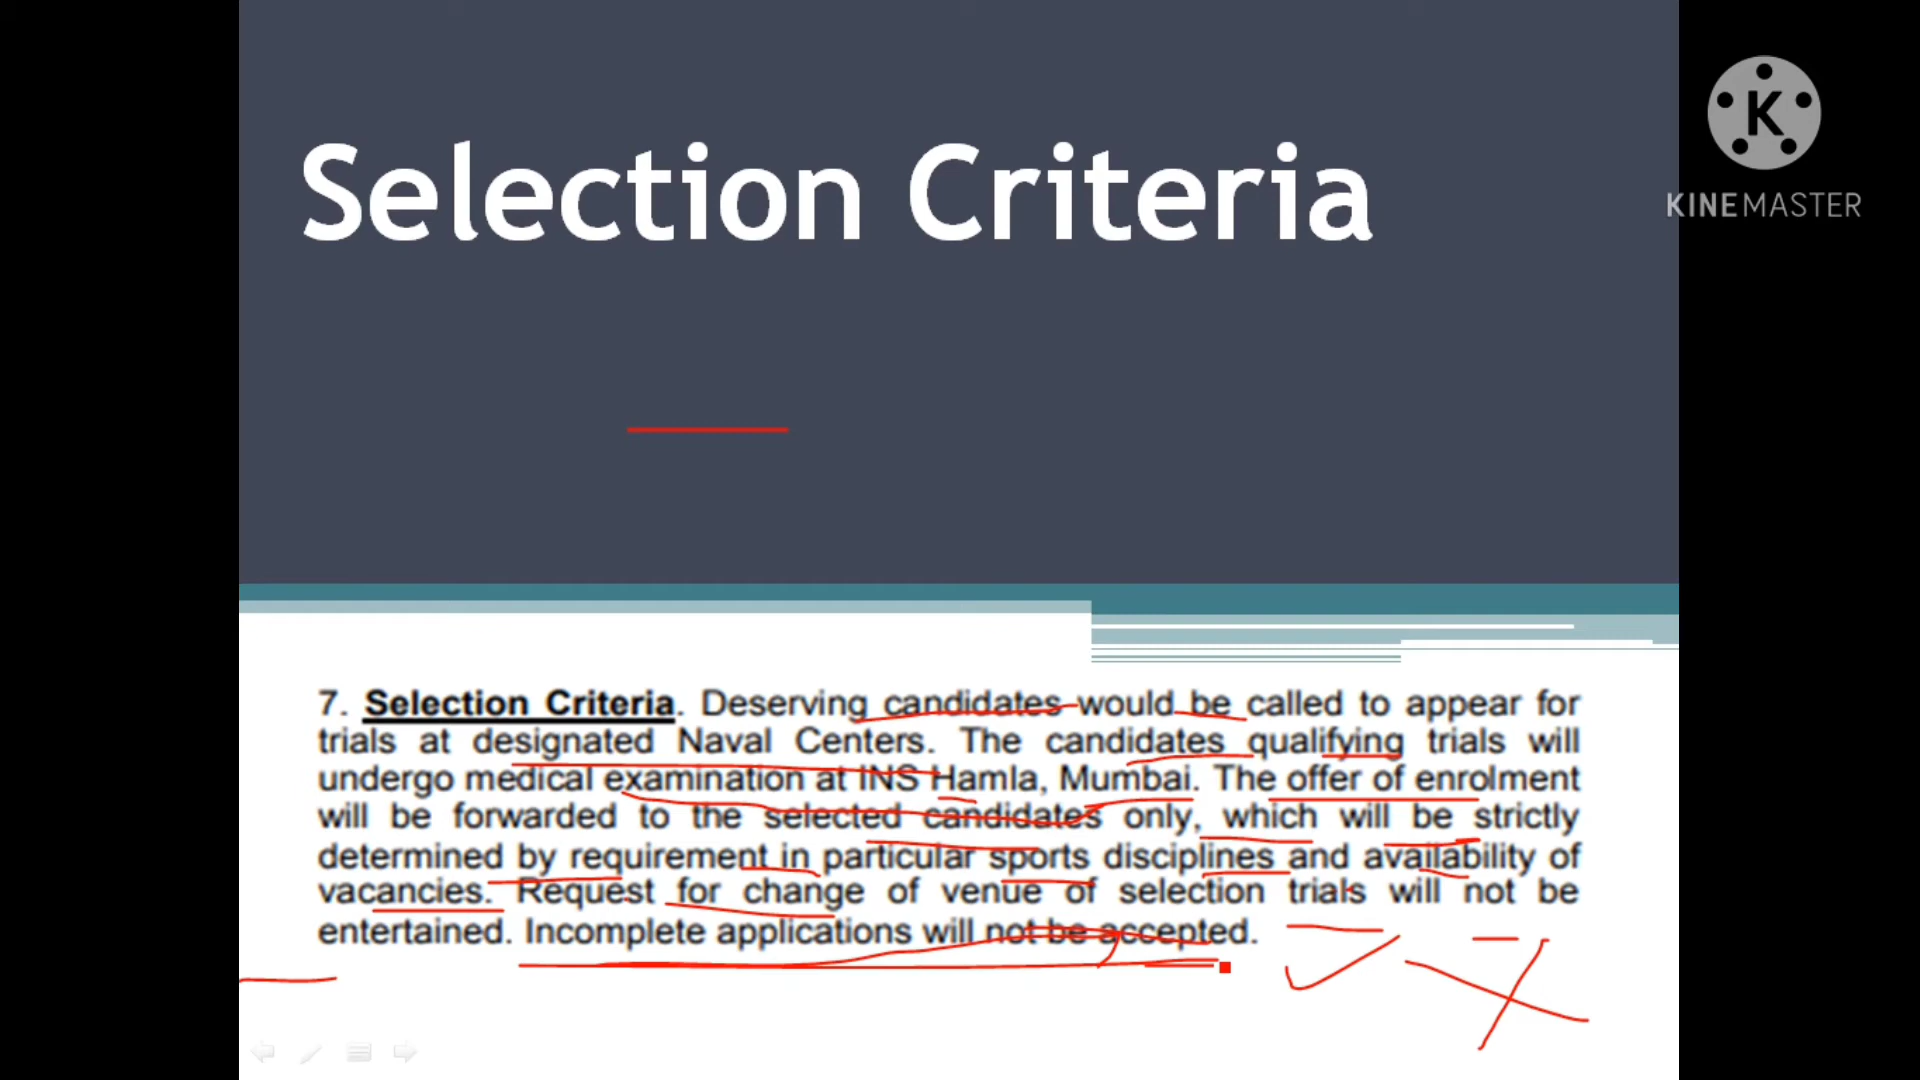 Selection Criteria
K
KINEMASTER
7. Selection Criteria. Deserving candidates would be called to appear for
trials at designated Naval Centers. The candidates qualifying trials will
undergo medical examination at INS Hamla, Mumbai. The offer of enrolment
will be forwarded to the selected candidates only, which will be strictly
determined by requirement in particular sports disciplines and availability of
vacancies. Request for change of venue of selection trials will not be
entertained. Incomplete applications will not be accepted.